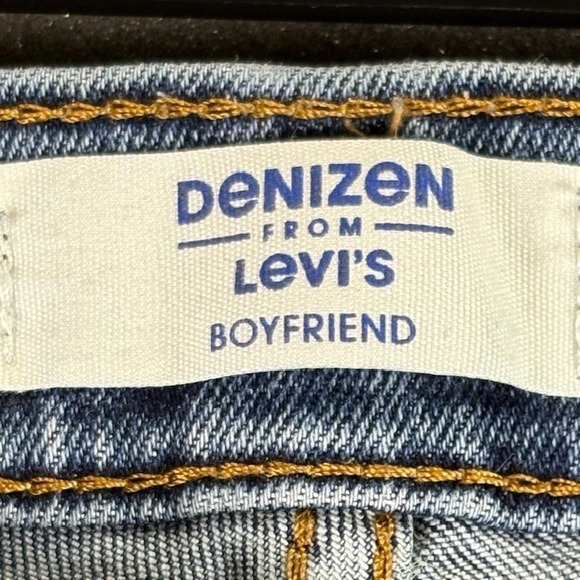 DeNIZeN
FROM
Levi's
BOYFRIEND